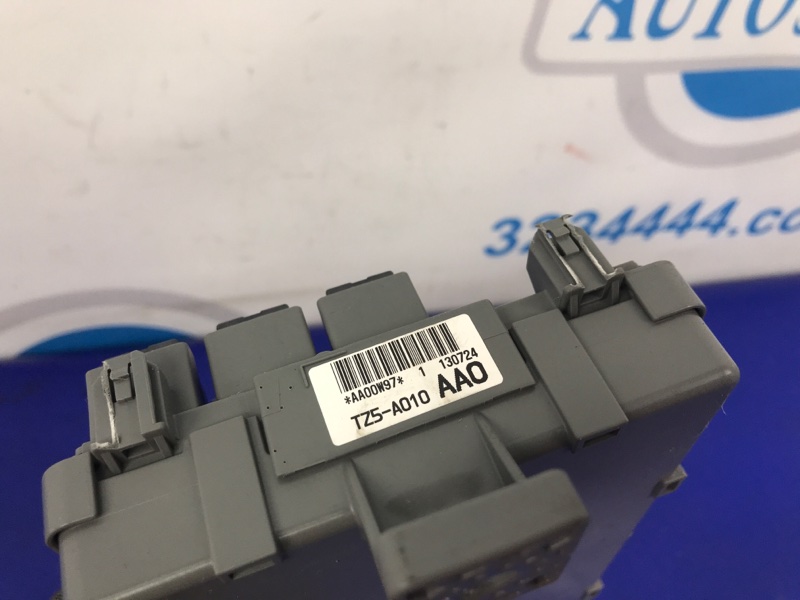 AUTOS
3234444.co
*AA00W97* 1 130724
TZ5-A010 AA0